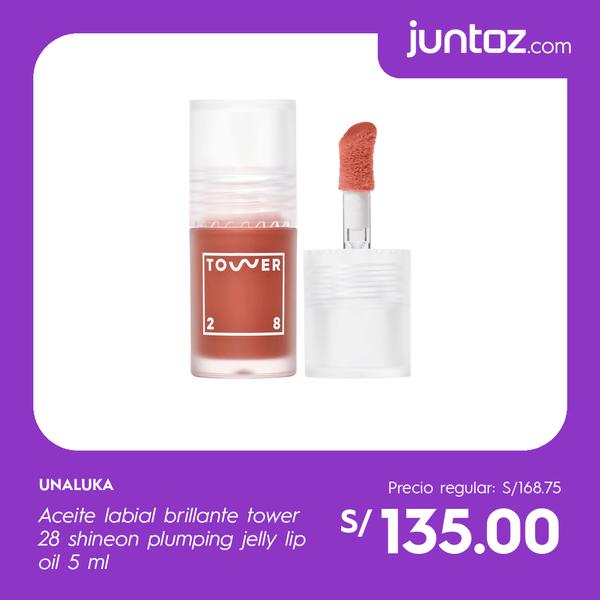 juntoz.com
TOWER
2 8
UNALUKA
Aceite labial brillante tower
28 shineon plumping jelly lip
oil 5 ml
Precio regular: S/168.75
S/135.00